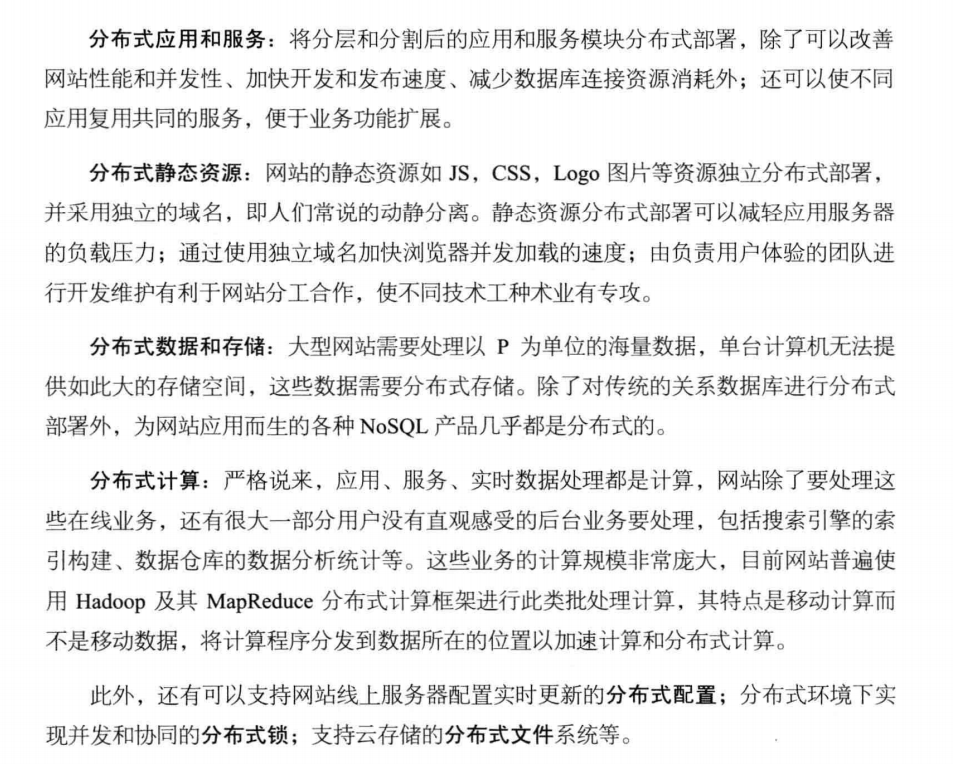 分布式应用和服务：将分层和分割后的应用和服务模块分布式部署，除了可以改善
网站性能和并发性、加快开发和发布速度、减少数据库连接资源消耗外；还可以使不同
应用复用共同的服务，便于业务功能扩展。
分布式静态资源：网站的静态资源如 JS，CSS，Logo 图片等资源独立分布式部署，
并采用独立的域名，即人们常说的动静分离。静态资源分布式部署可以减轻应用服务器
的负载压力；通过使用独立域名加快浏览器并发加载的速度；由负责用户体验的团队进
行开发维护有利于网站分工合作，使不同技术工种术业有专攻。
分布式数据和存储：大型网站需要处理以 P 为单位的海量数据，单台计算机无法提
供如此大的存储空间，这些数据需要分布式存储。除了对传统的关系数据库进行分布式
部署外，为网站应用而生的各种 NoSQL 产品几乎都是分布式的。
分布式计算：严格说来，应用、服务、实时数据处理都是计算，网站除了要处理这
些在线业务，还有很大一部分用户没有直观感受的后台业务要处理，包括搜索引擎的索
引构建、数据仓库的数据分析统计等。这些业务的计算规模非常庞大，目前网站普遍使
用 Hadoop 及其 MapReduce 分布式计算框架进行此类批处理计算，其特点是移动计算而
不是移动数据，将计算程序分发到数据所在的位置以加速计算和分布式计算。
此外，还有可以支持网站线上服务器配置实时更新的分布式配置；分布式环境下实
现并发和协同的分布式锁；支持云存储的分布式文件系统等。